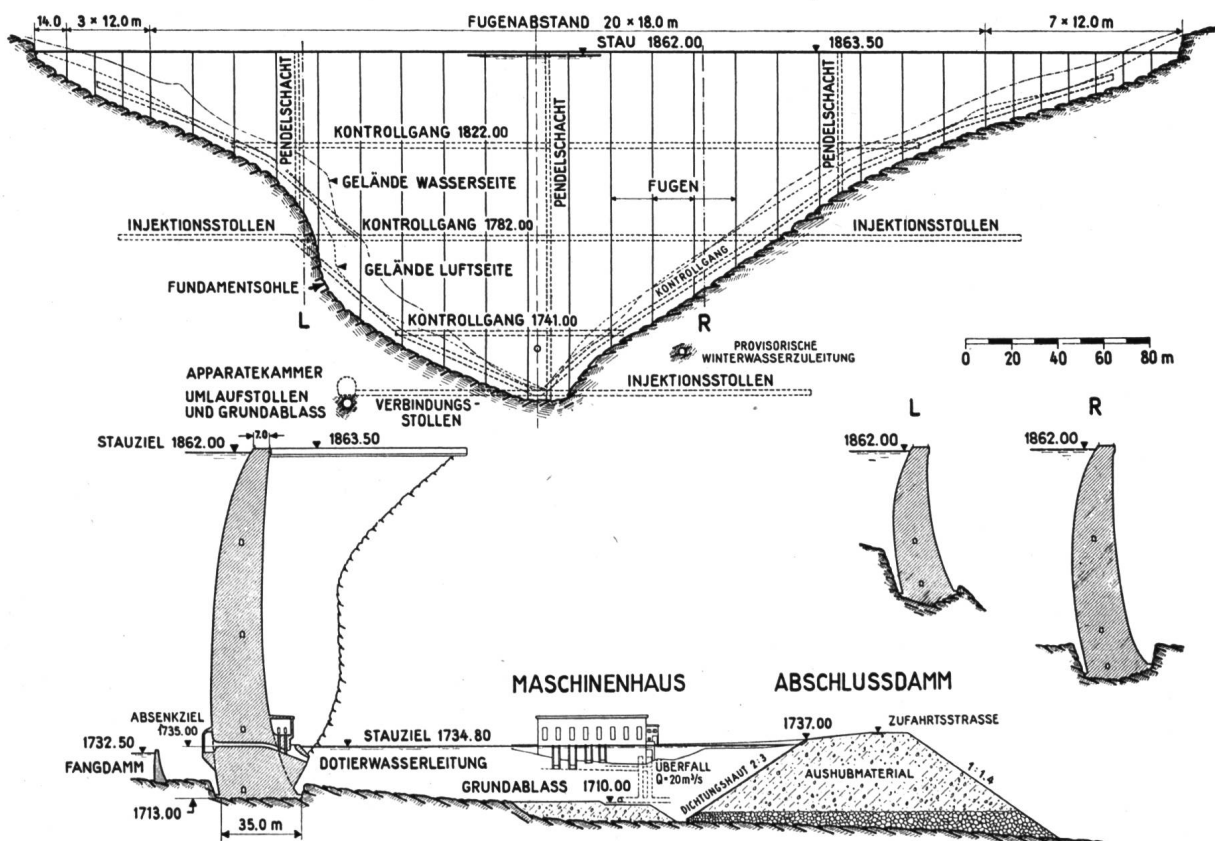 14.0 3 × 12.0 m FUGENABSTAND 20 × 18.0 m 7 × 12.0 m
STAU 1862.00 1863.50
PENDELSCHACHT
PENDELSCHACHT
PENDELSCHACHT
KONTROLLGANG 1822.00
GELÄNDE WASSERSEITE
FUGEN
INJEKTIONSSTOLLEN KONTROLLGANG 1782.00 INJEKTIONSSTOLLEN
GELÄNDE LUFTSEITE
KONTROLLGANG
FUNDAMENTSOHLE
L
KONTROLLGANG 1741.00
R
PROVISORISCHE
WINTERWASSERZULEITUNG
0 20 40 60 80 m
APPARATEKAMMER
UMLAUFSTOLLEN
UND GRUNDABLASS
VERBINDUNGS-
STOLLEN
INJEKTIONSSTOLLEN
STAUZIEL 1862.00 7.0 1863.50
L
1862.00
R
1862.00
MASCHINENHAUS ABSCHLUSSDAMM
ABSENKZIEL
1735.00
1732.50
FANGDAMM
STAUZIEL 1734.80
DOTIERWASSERLEITUNG
1737.00 ZUFAHRTSSTRASSE
ÜBERFALL
Q = 20 m³/s
GRUNDABLASS 1710.00
DICHTUNGSHAUT 2:3
AUSHUBMATERIAL
1:1.4
1713.00
35.0 m